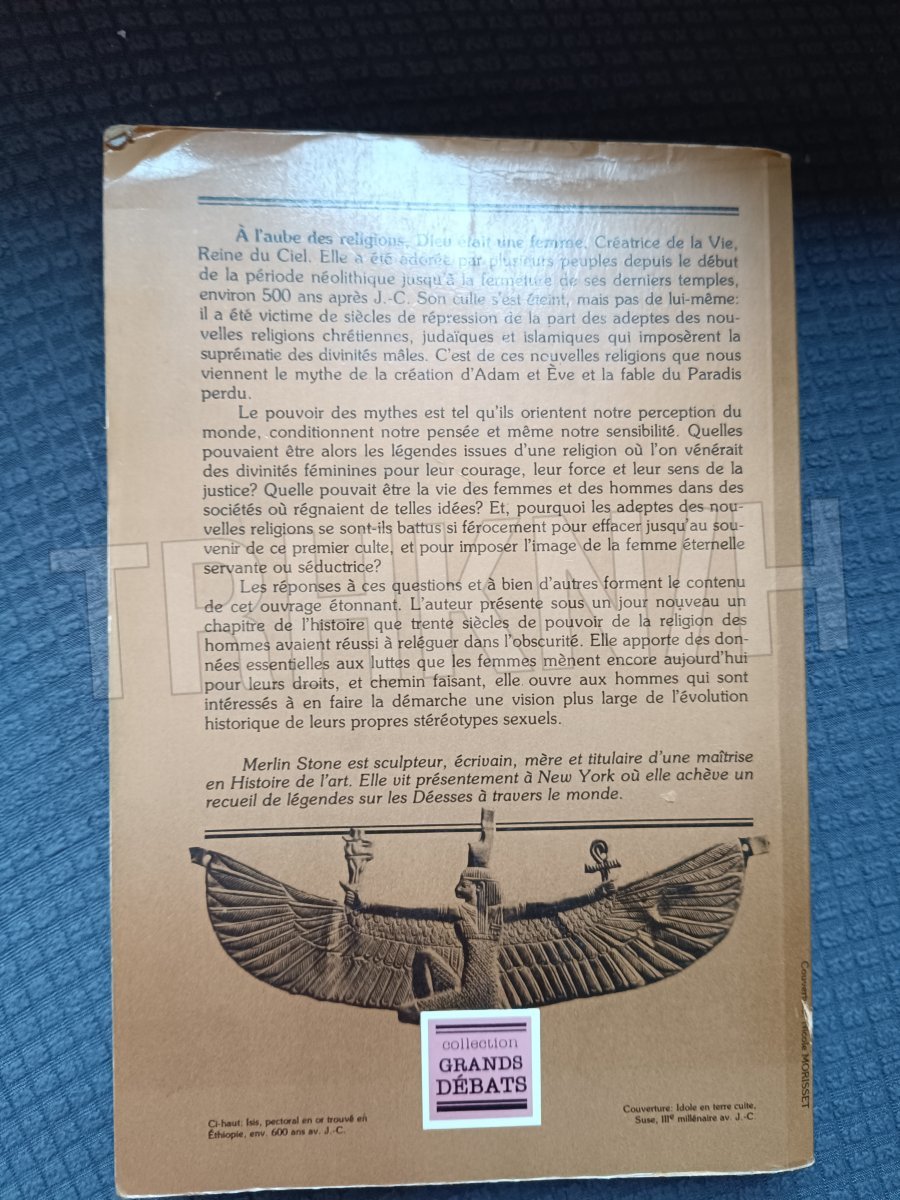 À l'aube des religions, Dieu était une femme. Créatrice de la Vie,
Reine du Ciel. Elle a été adorée par plusieurs peuples depuis le début
de la période néolithique jusqu'à la fermeture de ses derniers temples,
environ 500 ans après J.-C. Son culte s'est éteint, mais pas de lui-même:
il a été victime de siècles de répression de la part des adeptes des nou-
velles religions chrétiennes, judaïques et islamiques qui imposèrent la
suprématie des divinités mâles. C'est de ces nouvelles religions que nous
viennent le mythe de la création d'Adam et Ève et la fable du Paradis
perdu.
Le pouvoir des mythes est tel qu'ils orientent notre perception du
monde, conditionnent notre pensée et même notre sensibilité. Quelles
pouvaient être alors les légendes issues d'une religion où l'on vénérait
des divinités féminines pour leur courage, leur force et leur sens de la
justice? Quelle pouvait être la vie des femmes et des hommes dans des
sociétés où régnaient de telles idées? Et, pourquoi les adeptes des nou-
velles religions se sont-ils battus si férocement pour effacer jusqu'au sou-
venir de ce premier culte, et pour imposer l'image de la femme éternelle
servante ou séductrice?
Les réponses à ces questions et à bien d'autres forment le contenu
de cet ouvrage étonnant. L'auteur présente sous un jour nouveau un
chapitre de l'histoire que trente siècles de pouvoir de la religion des
hommes avaient réussi à reléguer dans l'obscurité. Elle apporte des don-
nées essentielles aux luttes que les femmes mènent encore aujourd'hui
pour leurs droits, et chemin faisant, elle ouvre aux hommes qui sont
intéressés à en faire la démarche une vision plus large de l'évolution
historique de leurs propres stéréotypes sexuels.
Merlin Stone est sculpteur, écrivain, mère et titulaire d'une maîtrise
en Histoire de l'art. Elle vit présentement à New York où elle achève un
recueil de légendes sur les Déesses à travers le monde.
collection
GRANDS
DÉBATS
Ci-haut: Isis, pectoral en or trouvé en
Éthiopie, env. 600 ans av. J.-C.
Couverture: Idole en terre cuite,
Suse, IIIe millénaire av. J.-C.
MORISSET